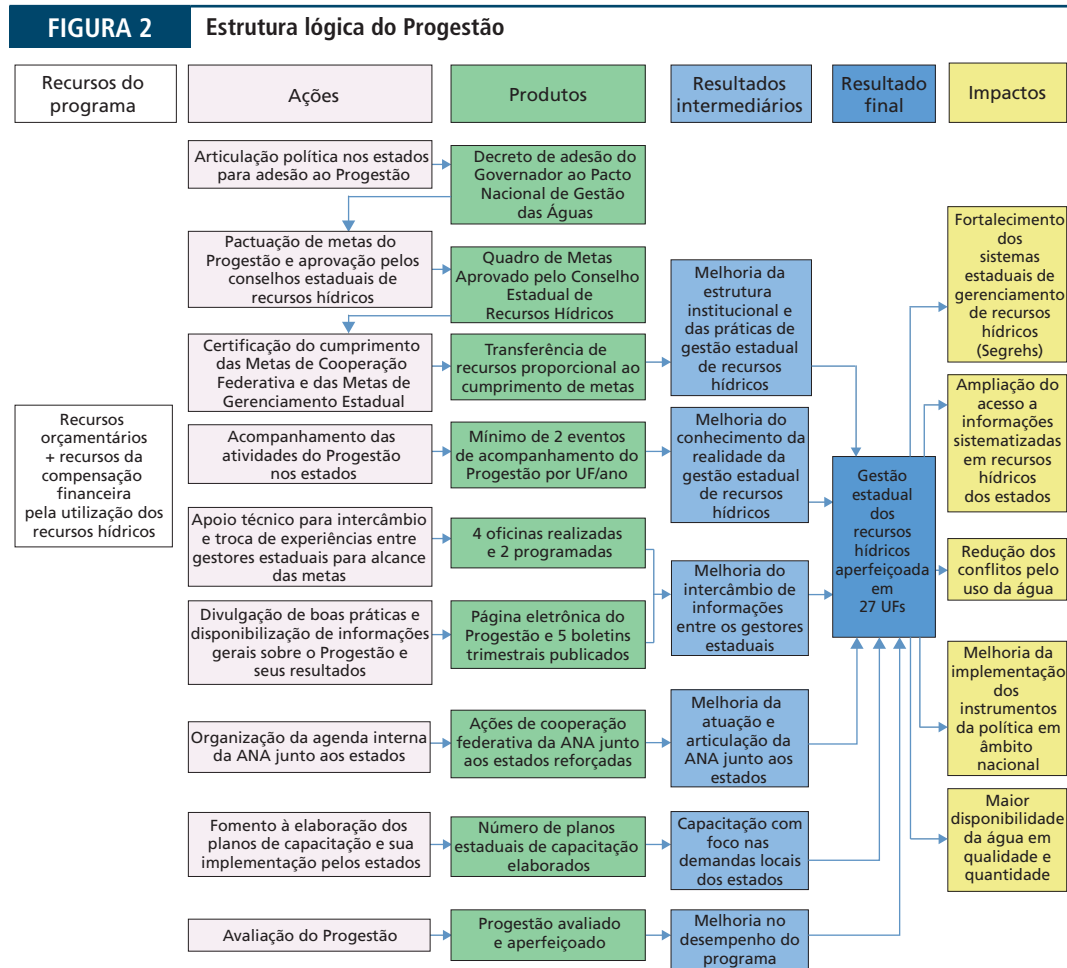 FIGURA 2
Estrutura lógica do Progestão
Recursos do
programa
Ações
Produtos
Resultados
intermediários
Resultado
final
Impactos
Recursos
orçamentários
+ recursos da
compensação
financeira
pela utilização dos
recursos hídricos
Articulação política nos estados
para adesão ao Progestão
Pactuação de metas do
Progestão e aprovação pelos
conselhos estaduais de
recursos hídricos
Certificação do cumprimento
das Metas de Cooperação
Federativa e das Metas de
Gerenciamento Estadual
Acompanhamento das
atividades do Progestão
nos estados
Apoio técnico para intercâmbio
e troca de experiências entre
gestores estaduais para alcance
das metas
Divulgação de boas práticas e
disponibilização de informações
gerais sobre o Progestão e
seus resultados
Organização da agenda interna
da ANA junto aos estados
Fomento à elaboração dos
planos de capacitação e sua
implementação pelos estados
Avaliação do Progestão
Decreto de adesão do
Governador ao Pacto
Nacional de Gestão
das Águas
Quadro de Metas
Aprovado pelo Conselho
Estadual de
Recursos Hídricos
Transferência de
recursos proporcional ao
cumprimento de metas
Mínimo de 2 eventos
de acompanhamento do
Progestão por UF/ano
4 oficinas realizadas
e 2 programadas
Página eletrônica do
Progestão e 5 boletins
trimestrais publicados
Ações de cooperação
federativa da ANA junto
aos estados reforçadas
Número de planos
estaduais de capacitação
elaborados
Progestão avaliado
e aperfeiçoado
Melhoria da
estrutura
institucional e
das práticas de
gestão estadual
de recursos
hídricos
Melhoria do
conhecimento da
realidade da
gestão estadual
de recursos
hídricos
Melhoria do
intercâmbio de
informações
entre os gestores
estaduais
Melhoria da
atuação e
articulação da
ANA junto aos
estados
Capacitação com
foco nas
demandas locais
dos estados
Melhoria no
desempenho do
programa
Gestão
estadual
dos
recursos
hídricos
aperfeiçoada
em
27 UFs
Fortalecimento
dos
sistemas
estaduais de
gerenciamento
de recursos
hídricos
(Segrehs)
Ampliação do
acesso a
informações
sistematizadas
em recursos
hídricos
dos estados
Redução dos
conflitos pelo
uso da água
Melhoria da
implementação
dos
instrumentos
da política em
âmbito
nacional
Maior
disponibilidade
da água em
qualidade e
quantidade